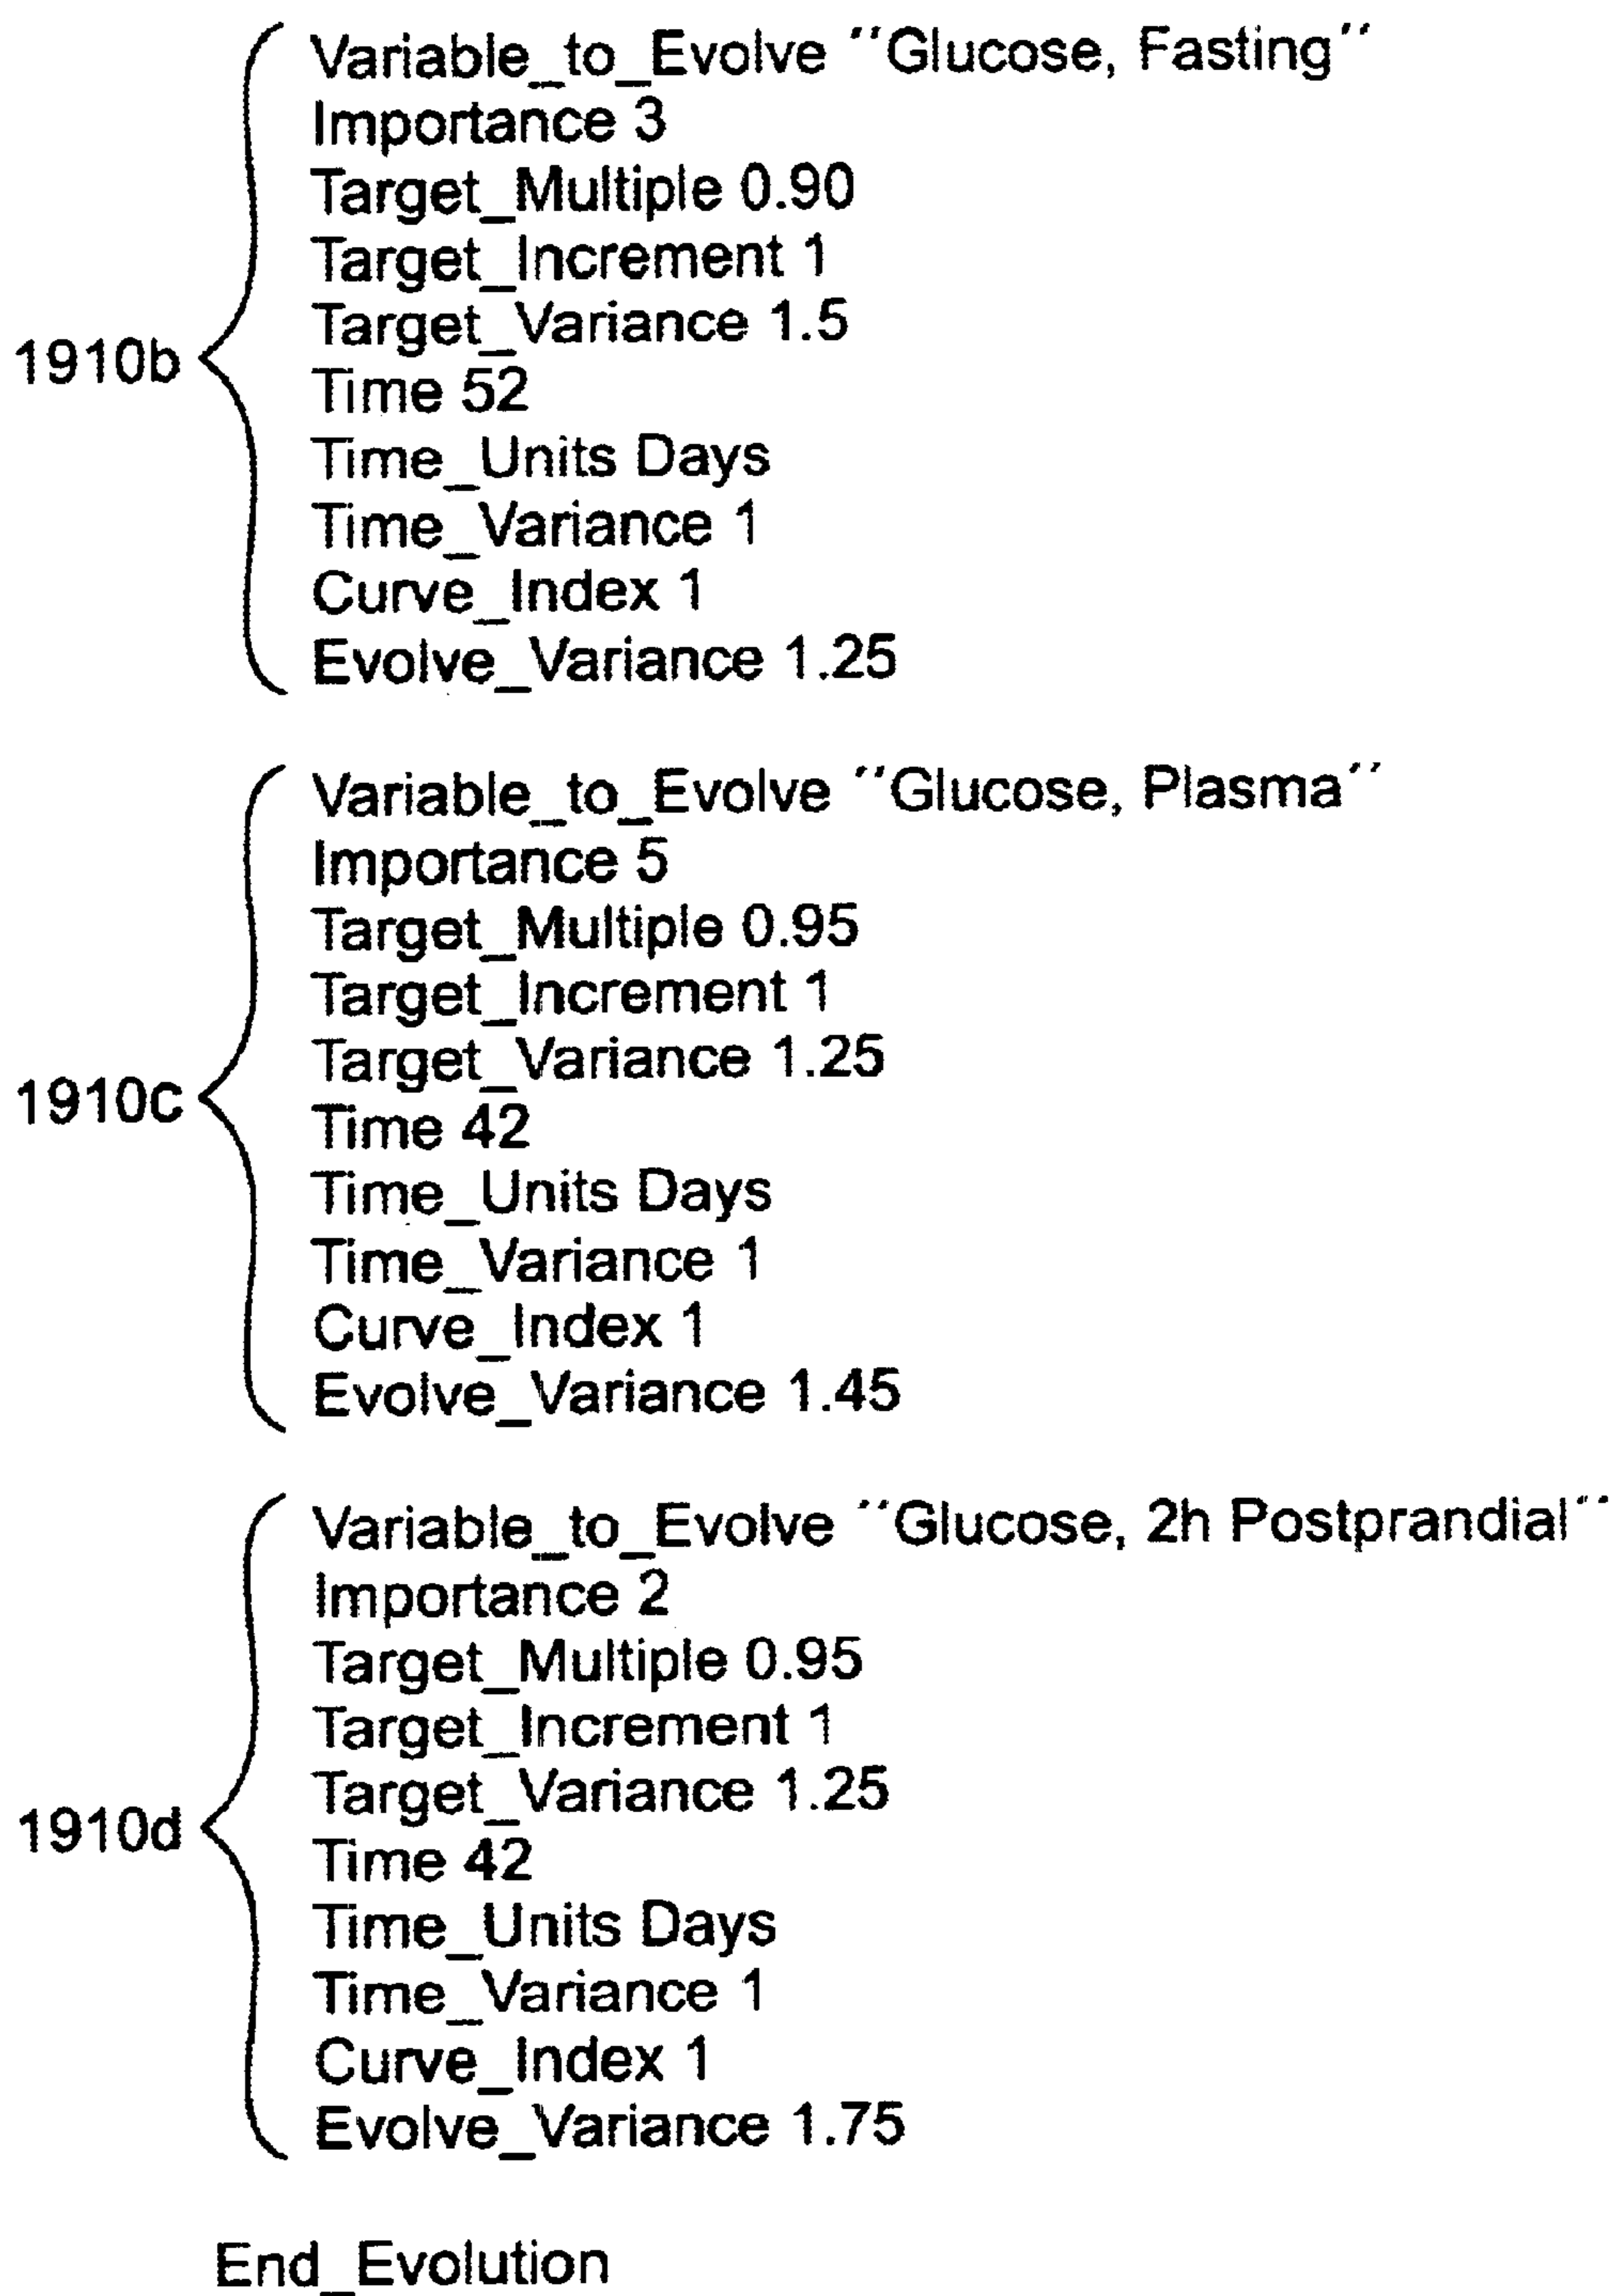 Variable_to_Evolve ″Glucose, Fasting″
Importance 3
Target_Multiple 0.90
Target_Increment 1
Target_Variance 1.5
1910b
Time 52
Time_Units Days
Time_Variance 1
Curve_Index 1
Evolve_Variance 1.25
Variable_to_Evolve ″Glucose, Plasma″
Importance 5
Target_Multiple 0.95
Target_Increment 1
Target_Variance 1.25
1910c
Time 42
Time_Units Days
Time_Variance 1
Curve_Index 1
Evolve_Variance 1.45
Variable_to_Evolve ″Glucose, 2h Postprandial″
Importance 2
Target_Multiple 0.95
Target_Increment 1
Target_Variance 1.25
1910d
Time 42
Time_Units Days
Time_Variance 1
Curve_Index 1
Evolve_Variance 1.75
End_Evolution